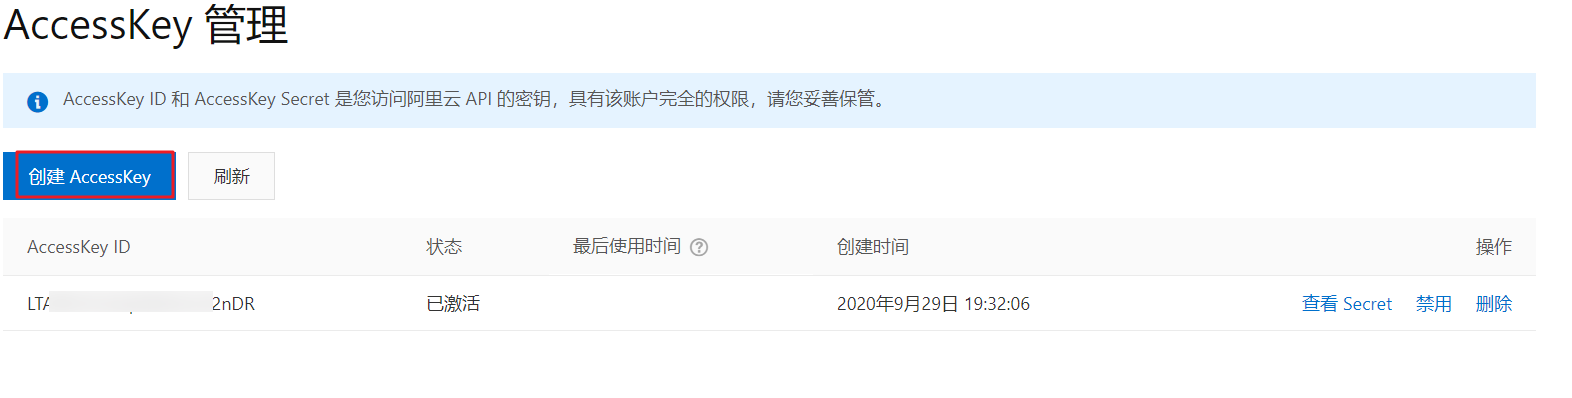 AccessKey 管理
AccessKey ID 和 AccessKey Secret 是您访问阿里云 API 的密钥，具有该账户完全的权限，请您妥善保管。
创建 AccessKey 刷新
AccessKey ID 状态 最后使用时间 创建时间 操作
LTA 2nDR 已激活 2020年9月29日 19:32:06 查看 Secret 禁用 删除